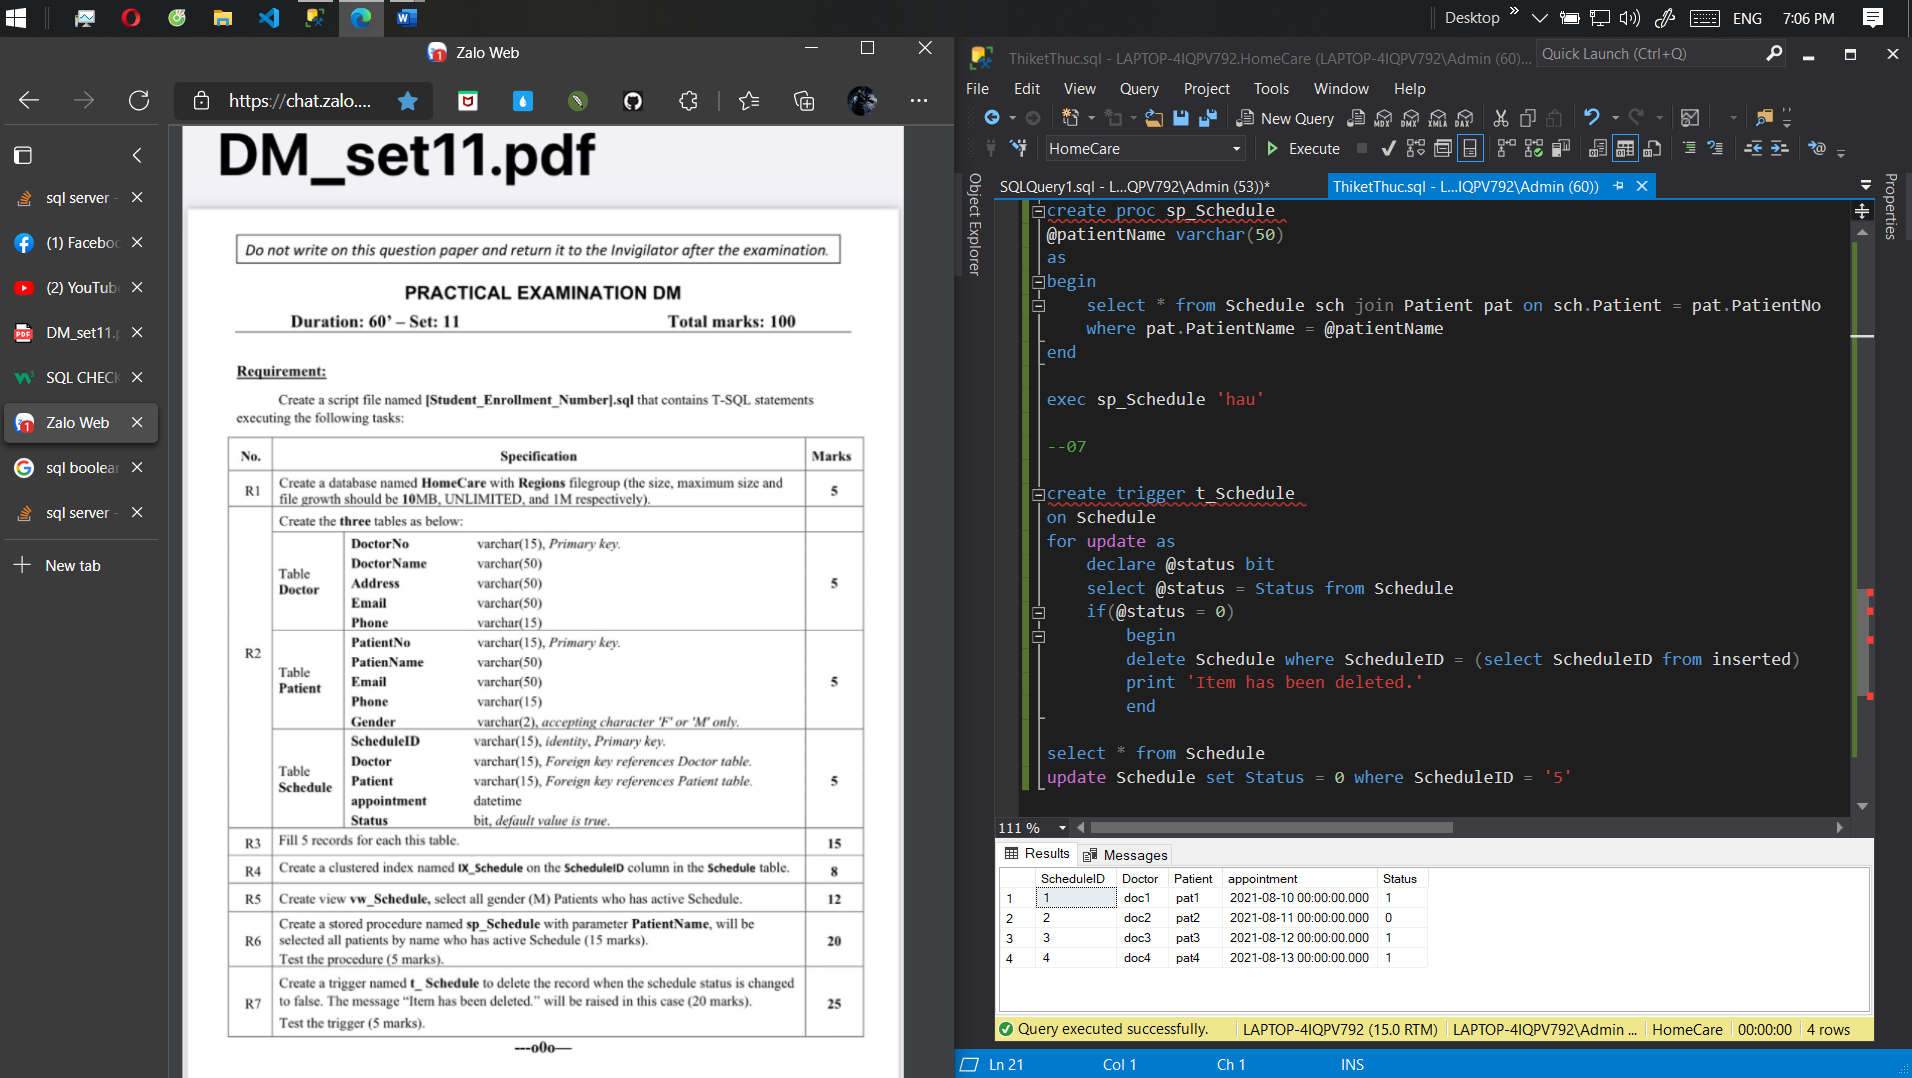 Desktop
ENG
7:06 PM
Zalo Web
https://chat.zalo....
sql server -
(1) Faceboo
(2) YouTub
DM_set11.p
SQL CHECK
Zalo Web
sql boolean
sql server -
New tab
DM_set11.pdf
Do not write on this question paper and return it to the Invigilator after the examination.
PRACTICAL EXAMINATION DM
Duration: 60’ – Set: 11 Total marks: 100
Requirement:
Create a script file named [Student_Enrollment_Number].sql that contains T-SQL statements
executing the following tasks:
No. Specification Marks
R1 Create a database named HomeCare with Regions filegroup (the size, maximum size and
file growth should be 10MB, UNLIMITED, and 1M respectively). 5
R2 Create the three tables as below:
Table Doctor 5
DoctorNo varchar(15), Primary key.
DoctorName varchar(50)
Address varchar(50)
Email varchar(50)
Phone varchar(15)
Table Patient 5
PatientNo varchar(15), Primary key.
PatienName varchar(50)
Email varchar(50)
Phone varchar(15)
Gender varchar(2), accepting character 'F' or 'M' only.
Table Schedule 5
ScheduleID varchar(15), identity, Primary key.
Doctor varchar(15), Foreign key references Doctor table.
Patient varchar(15), Foreign key references Patient table.
appointment datetime
Status bit, default value is true.
R3 Fill 5 records for each this table. 15
R4 Create a clustered index named IX_Schedule on the ScheduleID column in the Schedule table. 8
R5 Create view vw_Schedule, select all gender (M) Patients who has active Schedule. 12
R6 Create a stored procedure named sp_Schedule with parameter PatientName, will be
selected all patients by name who has active Schedule (15 marks).
Test the procedure (5 marks). 20
R7 Create a trigger named t_ Schedule to delete the record when the schedule status is changed
to false. The message “Item has been deleted.” will be raised in this case (20 marks).
Test the trigger (5 marks). 25
---o0o—
ThiketThuc.sql - LAPTOP-4IQPV792.HomeCare (LAPTOP-4IQPV792\Admin (60)...
Quick Launch (Ctrl+Q)
File Edit View Query Project Tools Window Help
New Query
MDX DMX XMLA DAX
HomeCare
Execute
Object Explorer
Properties
SQLQuery1.sql - L...QPV792\Admin (53))*
ThiketThuc.sql - L...IQPV792\Admin (60))
create proc sp_Schedule
@patientName varchar(50)
as
begin
select * from Schedule sch join Patient pat on sch.Patient = pat.PatientNo
where pat.PatientName = @patientName
end
exec sp_Schedule 'hau'
--07
create trigger t_Schedule
on Schedule
for update as
declare @status bit
select @status = Status from Schedule
if(@status = 0)
begin
delete Schedule where ScheduleID = (select ScheduleID from inserted)
print 'Item has been deleted.'
end
select * from Schedule
update Schedule set Status = 0 where ScheduleID = '5'
111 %
Results Messages
ScheduleID Doctor Patient appointment Status
1 1 doc1 pat1 2021-08-10 00:00:00.000 1
2 2 doc2 pat2 2021-08-11 00:00:00.000 0
3 3 doc3 pat3 2021-08-12 00:00:00.000 1
4 4 doc4 pat4 2021-08-13 00:00:00.000 1
Query executed successfully. LAPTOP-4IQPV792 (15.0 RTM) LAPTOP-4IQPV792\Admin ... HomeCare 00:00:00 4 rows
Ln 21 Col 1 Ch 1 INS